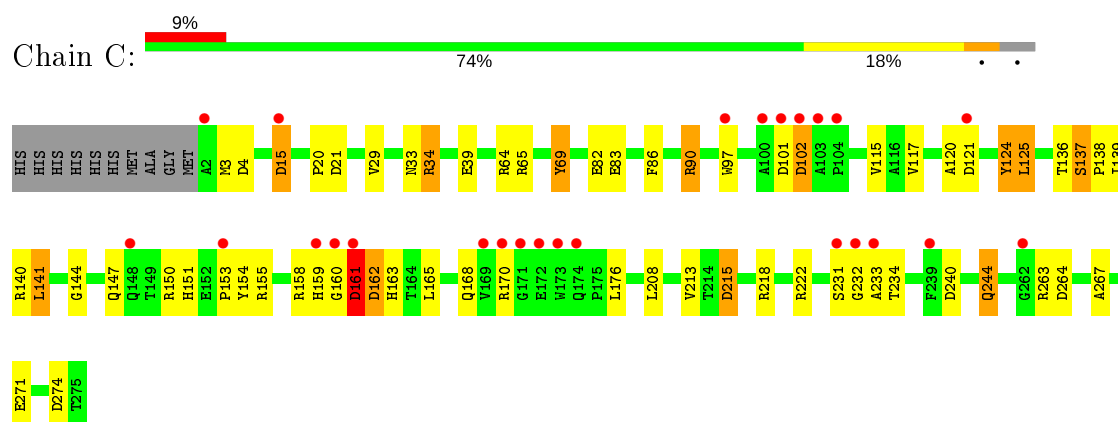 9%
Chain C:
74% 18% • •
HIS HIS HIS HIS HIS HIS MET ALA GLY MET A2 M3 D4 D15 P20 D21 V29 N33 R34 E39 R64 R65 Y69 E82 E83 F86 R90 W97 A100 D101 D102 A103 P104 V115 A116 V117 A120 D121 Y124 L125 T136 S137 P138
R140 L141 G144 Q147 Q148 T149 R150 H151 E152 P153 Y154 R155 R158 H159 G160 D161 D162 H163 T164 L165 Q168 V169 R170 G171 E172 W173 Q174 P175 L176 L208 V213 T214 D215 R218 R222 S231 G232 A233 T234 F239 D240 Q244 G262 R263 D264 A267
E271 D274 T275